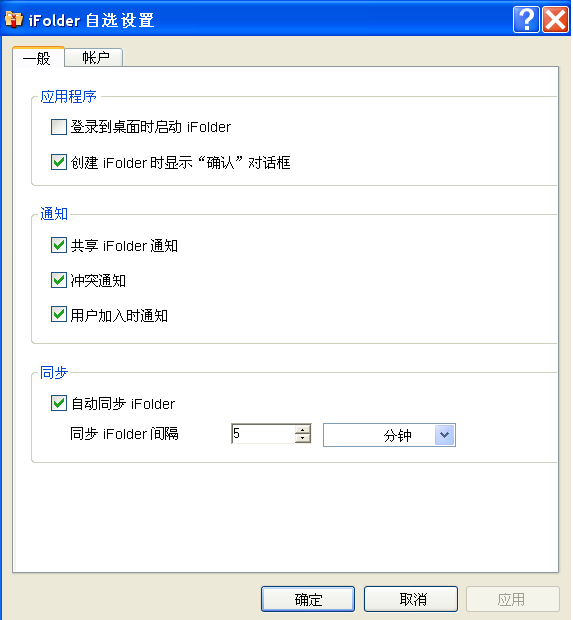 iFolder 自选设置
一般 帐户
应用程序
登录到桌面时启动 iFolder
创建 iFolder 时显示“确认”对话框
通知
共享 iFolder 通知
冲突通知
用户加入时通知
同步
自动同步 iFolder
同步 iFolder 间隔 5 分钟
确定 取消 应用